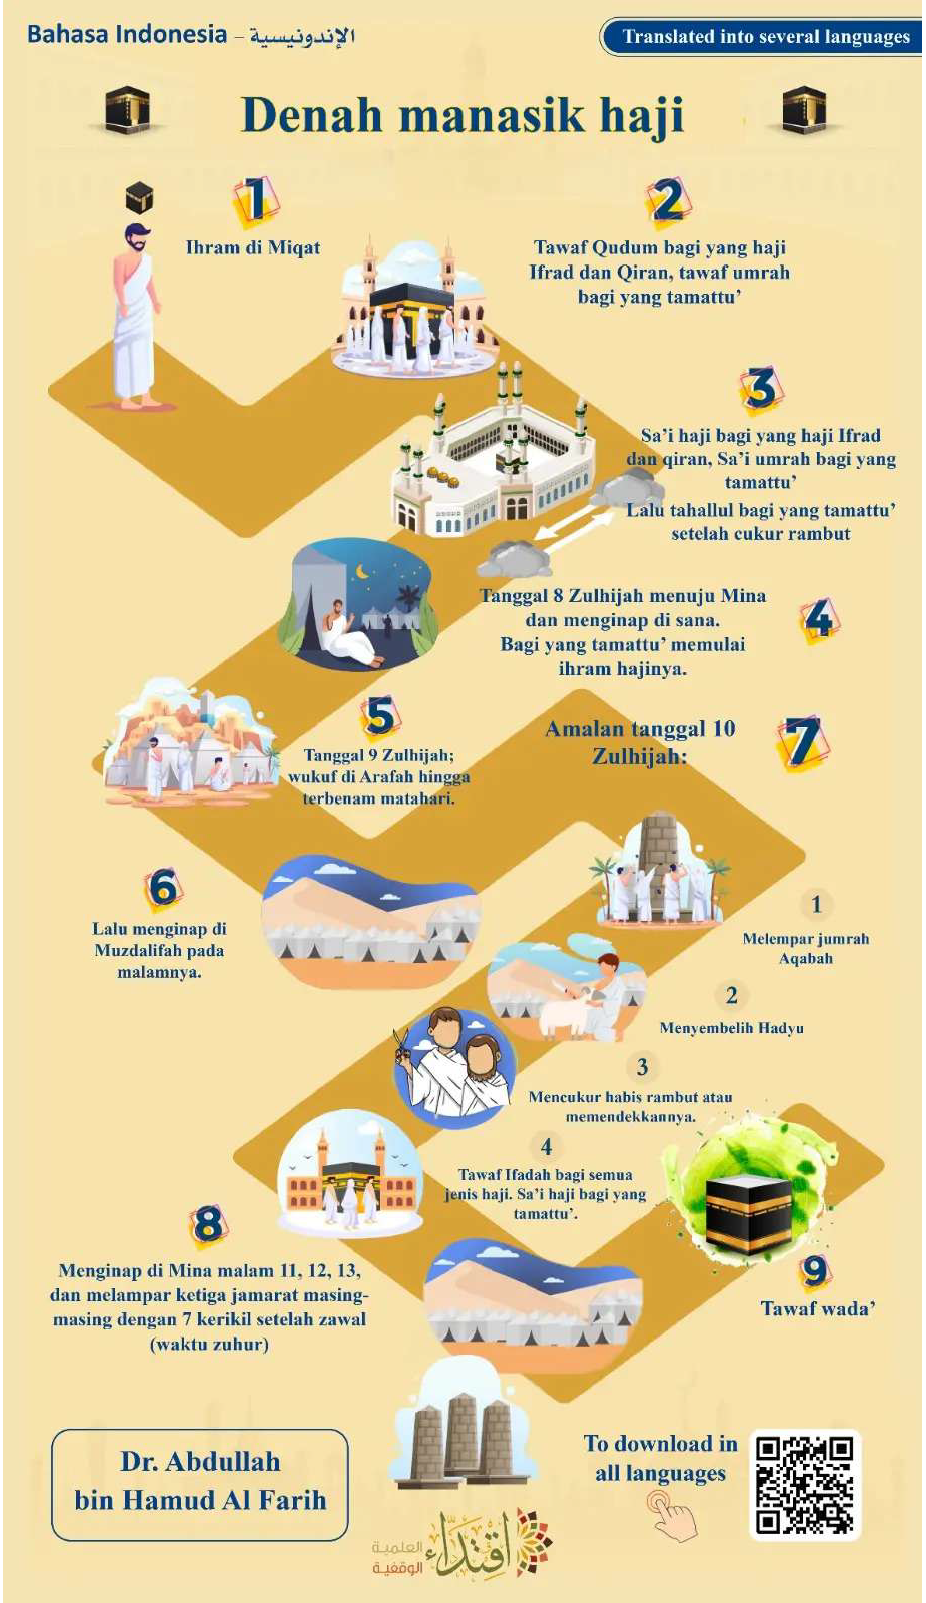 Bahasa Indonesia – الإندونيسية
Translated into several languages
Denah manasik haji
1
Ihram di Miqat
2
Tawaf Qudum bagi yang haji
Ifrad dan Qiran, tawaf umrah
bagi yang tamattu’
3
Sa’i haji bagi yang haji Ifrad
dan qiran, Sa’i umrah bagi yang
tamattu’
Lalu tahallul bagi yang tamattu’
setelah cukur rambut
4
Tanggal 8 Zulhijah menuju Mina
dan menginap di sana.
Bagi yang tamattu’ memulai
ihram hajinya.
5
Tanggal 9 Zulhijah;
wukuf di Arafah hingga
terbenam matahari.
6
Lalu menginap di
Muzdalifah pada
malamnya.
7
Amalan tanggal 10
Zulhijah:
1
Melempar jumrah
Aqabah
2
Menyembelih Hadyu
3
Mencukur habis rambut atau
memendekkannya.
4
Tawaf Ifadah bagi semua
jenis haji. Sa’i haji bagi yang
tamattu’.
8
Menginap di Mina malam 11, 12, 13,
dan melampar ketiga jamarat masing-
masing dengan 7 kerikil setelah zawal
(waktu zuhur)
9
Tawaf wada’
Dr. Abdullah
bin Hamud Al Farih
To download in
all languages
اقتداء
العلمية
الوقفية